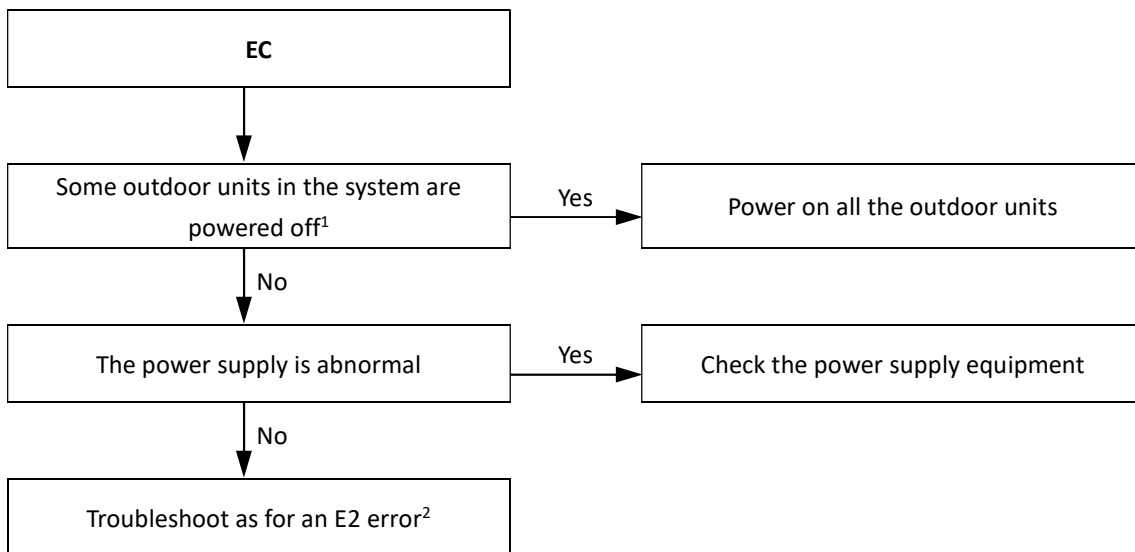 EC
Some outdoor units in the system are
powered off¹
Yes
Power on all the outdoor units
No
The power supply is abnormal
Yes
Check the power supply equipment
No
Troubleshoot as for an E2 error²